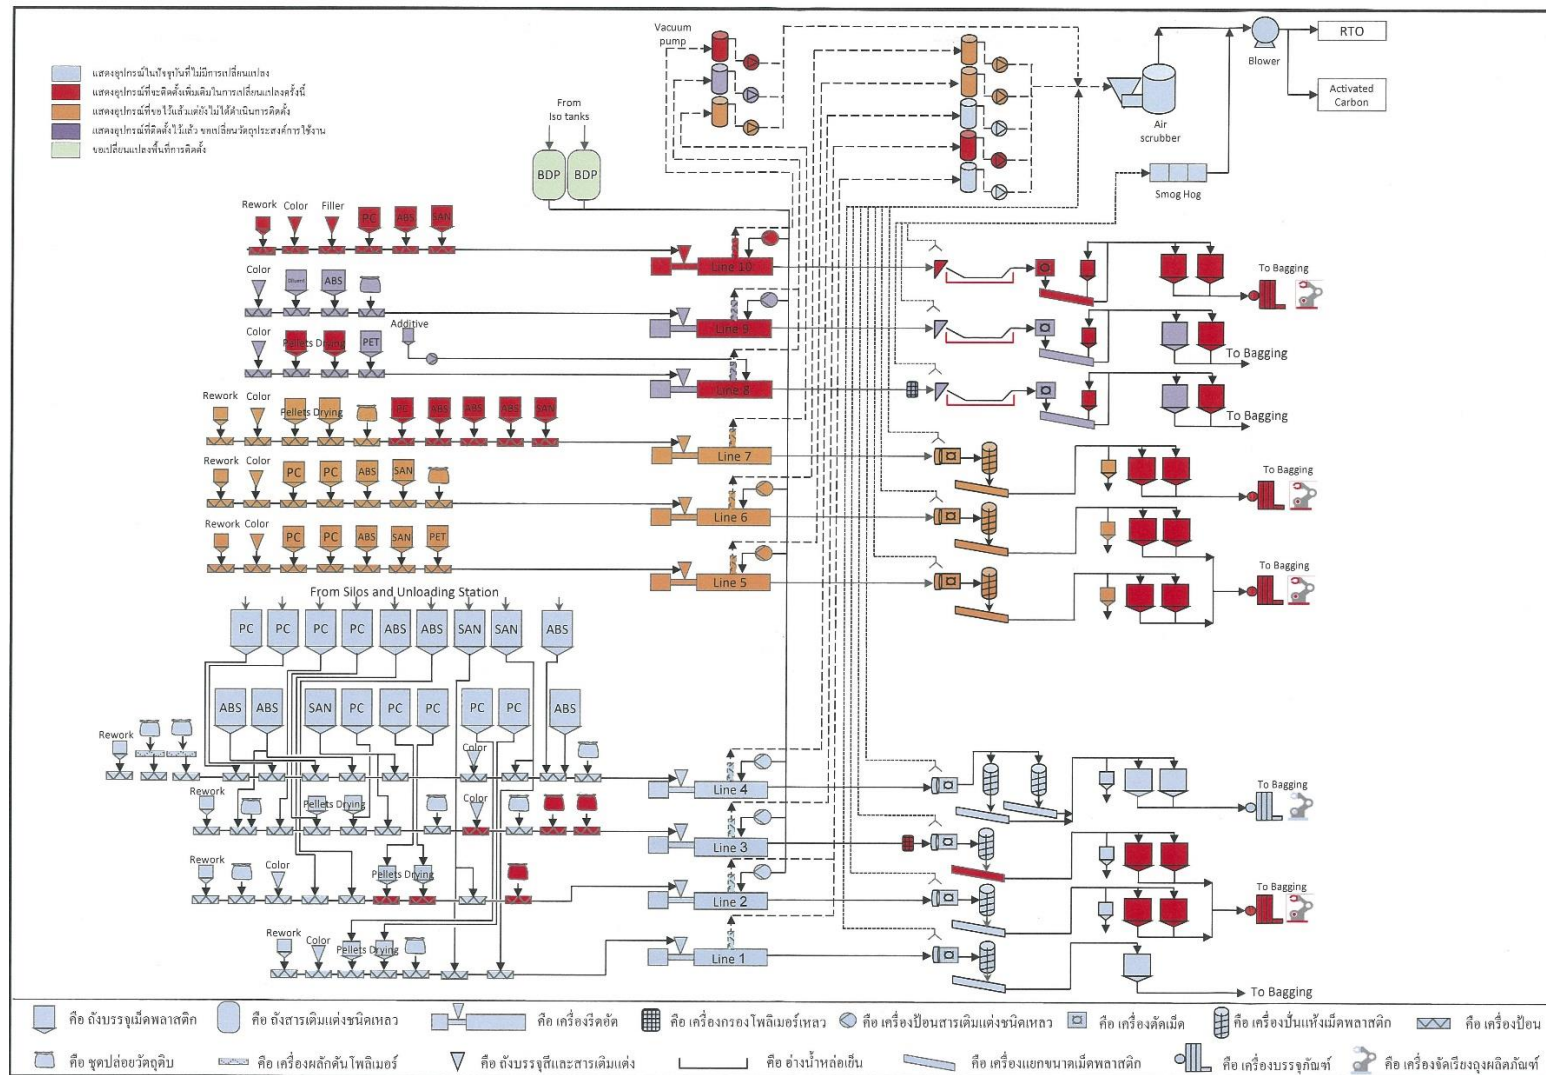 แสดงอุปกรณ์ในปัจจุบันที่ไม่มีการเปลี่ยนแปลง
แสดงอุปกรณ์ที่จะติดตั้งเพิ่มเติมในการเปลี่ยนแปลงครั้งนี้
แสดงอุปกรณ์ที่ขอไว้แล้วแต่ยังไม่ได้ดำเนินการติดตั้ง
แสดงอุปกรณ์ที่ติดตั้งไว้แล้ว ขอเปลี่ยนวัตถุประสงค์การใช้งาน
ขอเปลี่ยนแปลงพื้นที่การติดตั้ง
Vacuum
pump
From
Iso tanks
BDP BDP
Air
scrubber
Blower
RTO
Activated
Carbon
Smog Hog
Rework Color Filler PC ABS SAN
Line 10
To Bagging
Color ABS
Line 9
To Bagging
Color Pellets Drying PET Additive
Line 8
To Bagging
Rework Color Pellets Drying PC ABS ABS ABS SAN
Line 7
To Bagging
Rework Color PC PC ABS SAN
Line 6
Rework Color PC PC ABS SAN PET
Line 5
To Bagging
From Silos and Unloading Station
PC PC PC PC ABS ABS SAN SAN ABS
ABS ABS SAN PC PC PC PC PC ABS
Rework Color
Line 4
To Bagging
Rework Pellets Drying Color
Line 3
Rework Color Pellets Drying
Line 2
To Bagging
Rework Color Pellets Drying
Line 1
To Bagging
คือ ถังบรรจุเม็ดพลาสติก คือ ถังสารเติมแต่งชนิดเหลว คือ เครื่องรีดอัด คือ เครื่องกรองโพลิเมอร์เหลว คือ เครื่องป้อนสารเติมแต่งชนิดเหลว คือ เครื่องตัดเม็ด คือ เครื่องปั่นแห้งเม็ดพลาสติก คือ เครื่องป้อน
คือ ชุดปล่อยวัตถุดิบ คือ เครื่องผลักดันโพลิเมอร์ คือ ถังบรรจุสีและสารเติมแต่ง คือ อ่างน้ำหล่อเย็น คือ เครื่องแยกขนาดเม็ดพลาสติก คือ เครื่องบรรจุภัณฑ์ คือ เครื่องจัดเรียงถุงผลิตภัณฑ์